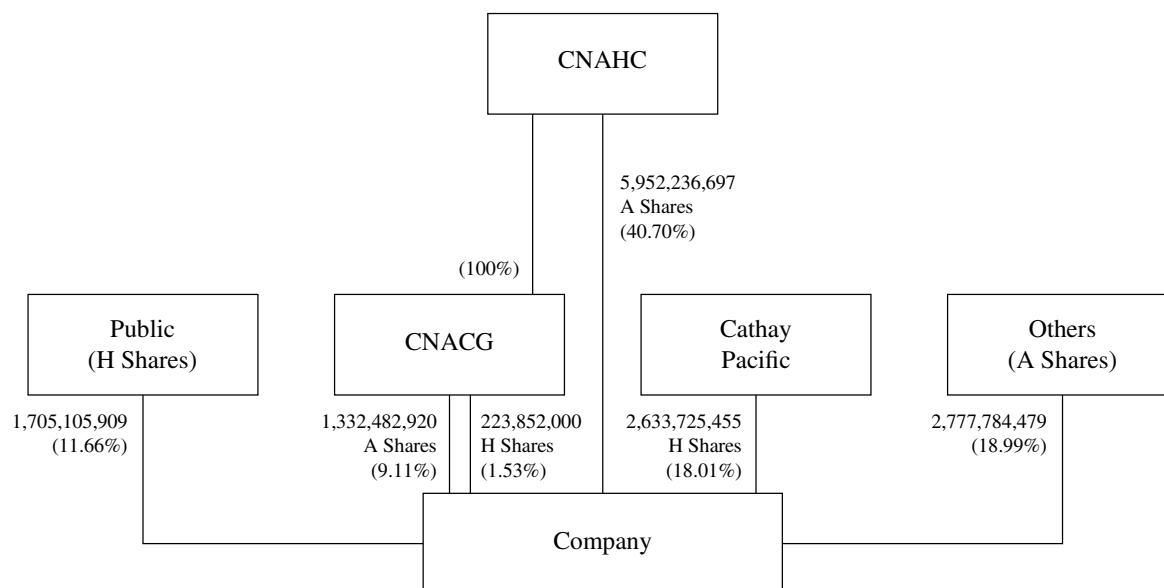 CNAHC
5,952,236,697
A Shares
(40.70%)
(100%)
Public
(H Shares)
CNACG
Cathay
Pacific
Others
(A Shares)
1,705,105,909
(11.66%)
1,332,482,920
A Shares
(9.11%)
223,852,000
H Shares
(1.53%)
2,633,725,455
H Shares
(18.01%)
2,777,784,479
(18.99%)
Company